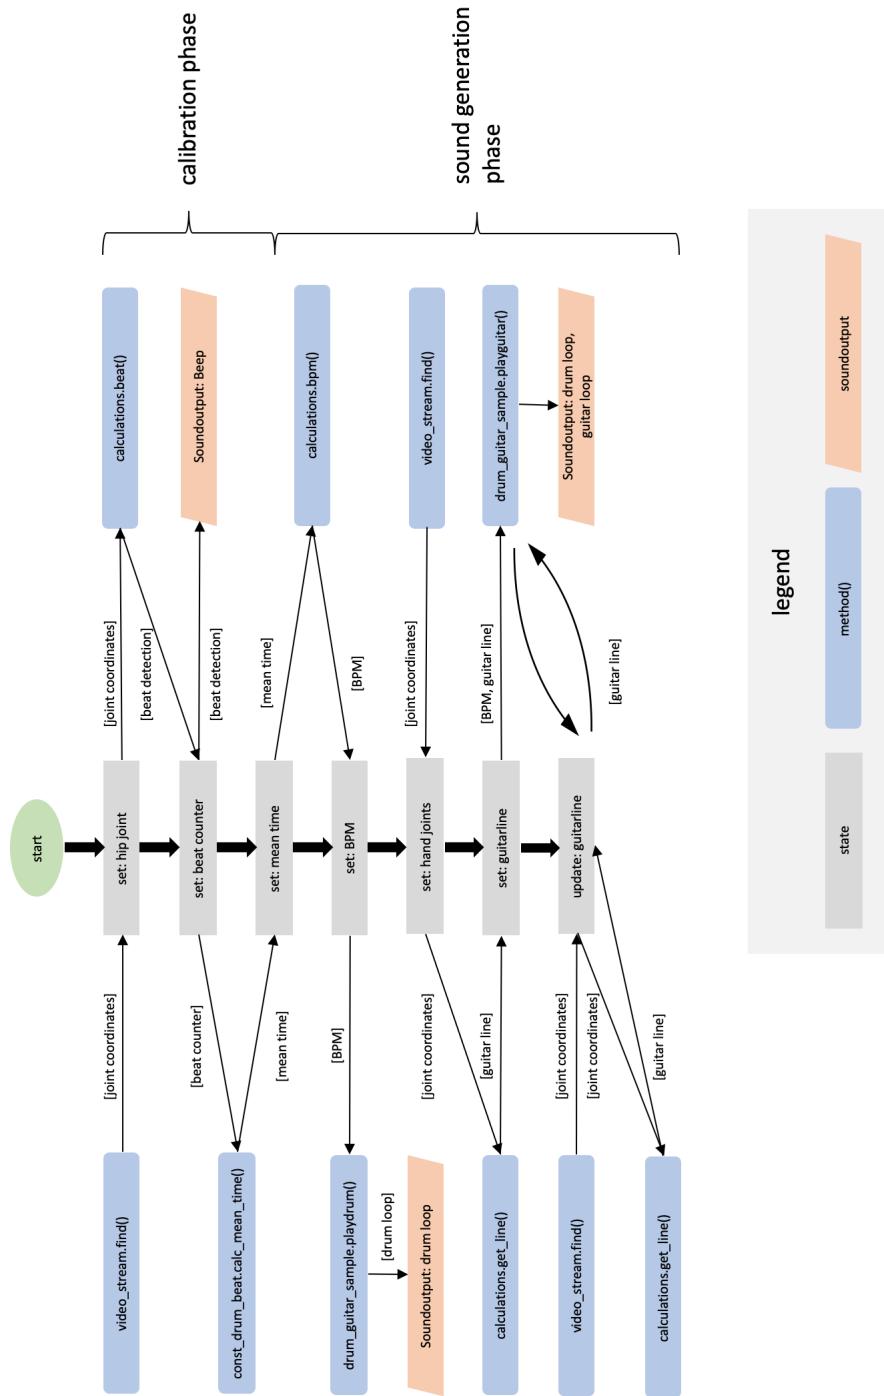 start
calibration phase
sound generation
phase
video_stream.find()
[joint coordinates]
set: hip joint
[joint coordinates]
calculations.beat()
[beat detection]
set: beat counter
[beat detection]
Soundoutput: Beep
[beat counter]
const_drum_beat.calc_mean_time()
[mean time]
set: mean time
[mean time]
calculations.bpm()
[BPM]
set: BPM
[BPM]
drum_guitar_sample.playdrum()
[drum loop]
Soundoutput: drum loop
video_stream.find()
[joint coordinates]
set: hand joints
[joint coordinates]
calculations.get_line()
[guitar line]
set: guitarline
[BPM, guitar line]
drum_guitar_sample.playguitar()
Soundoutput: drum loop,
guitar loop
video_stream.find()
[joint coordinates]
[joint coordinates]
update: guitarline
[guitar line]
calculations.get_line()
[guitar line]
legend
state
method()
soundoutput